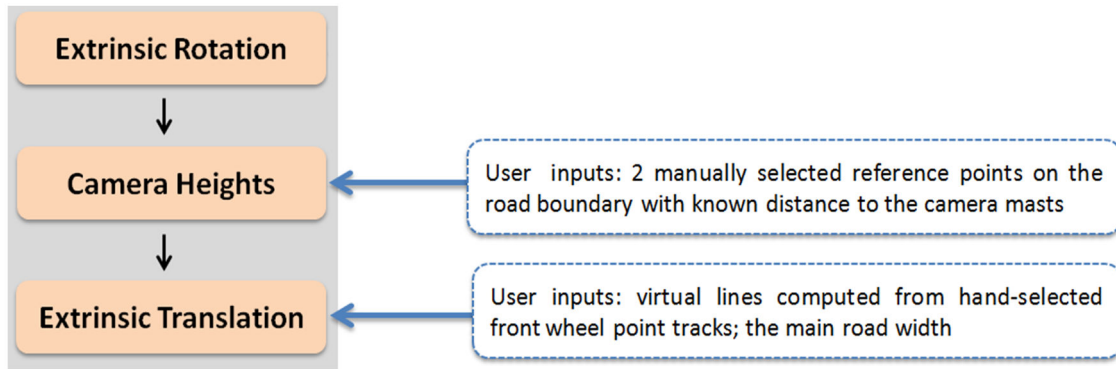 Extrinsic Rotation
Camera Heights
User inputs: 2 manually selected reference points on the
road boundary with known distance to the camera masts
Extrinsic Translation
User inputs: virtual lines computed from hand-selected
front wheel point tracks; the main road width